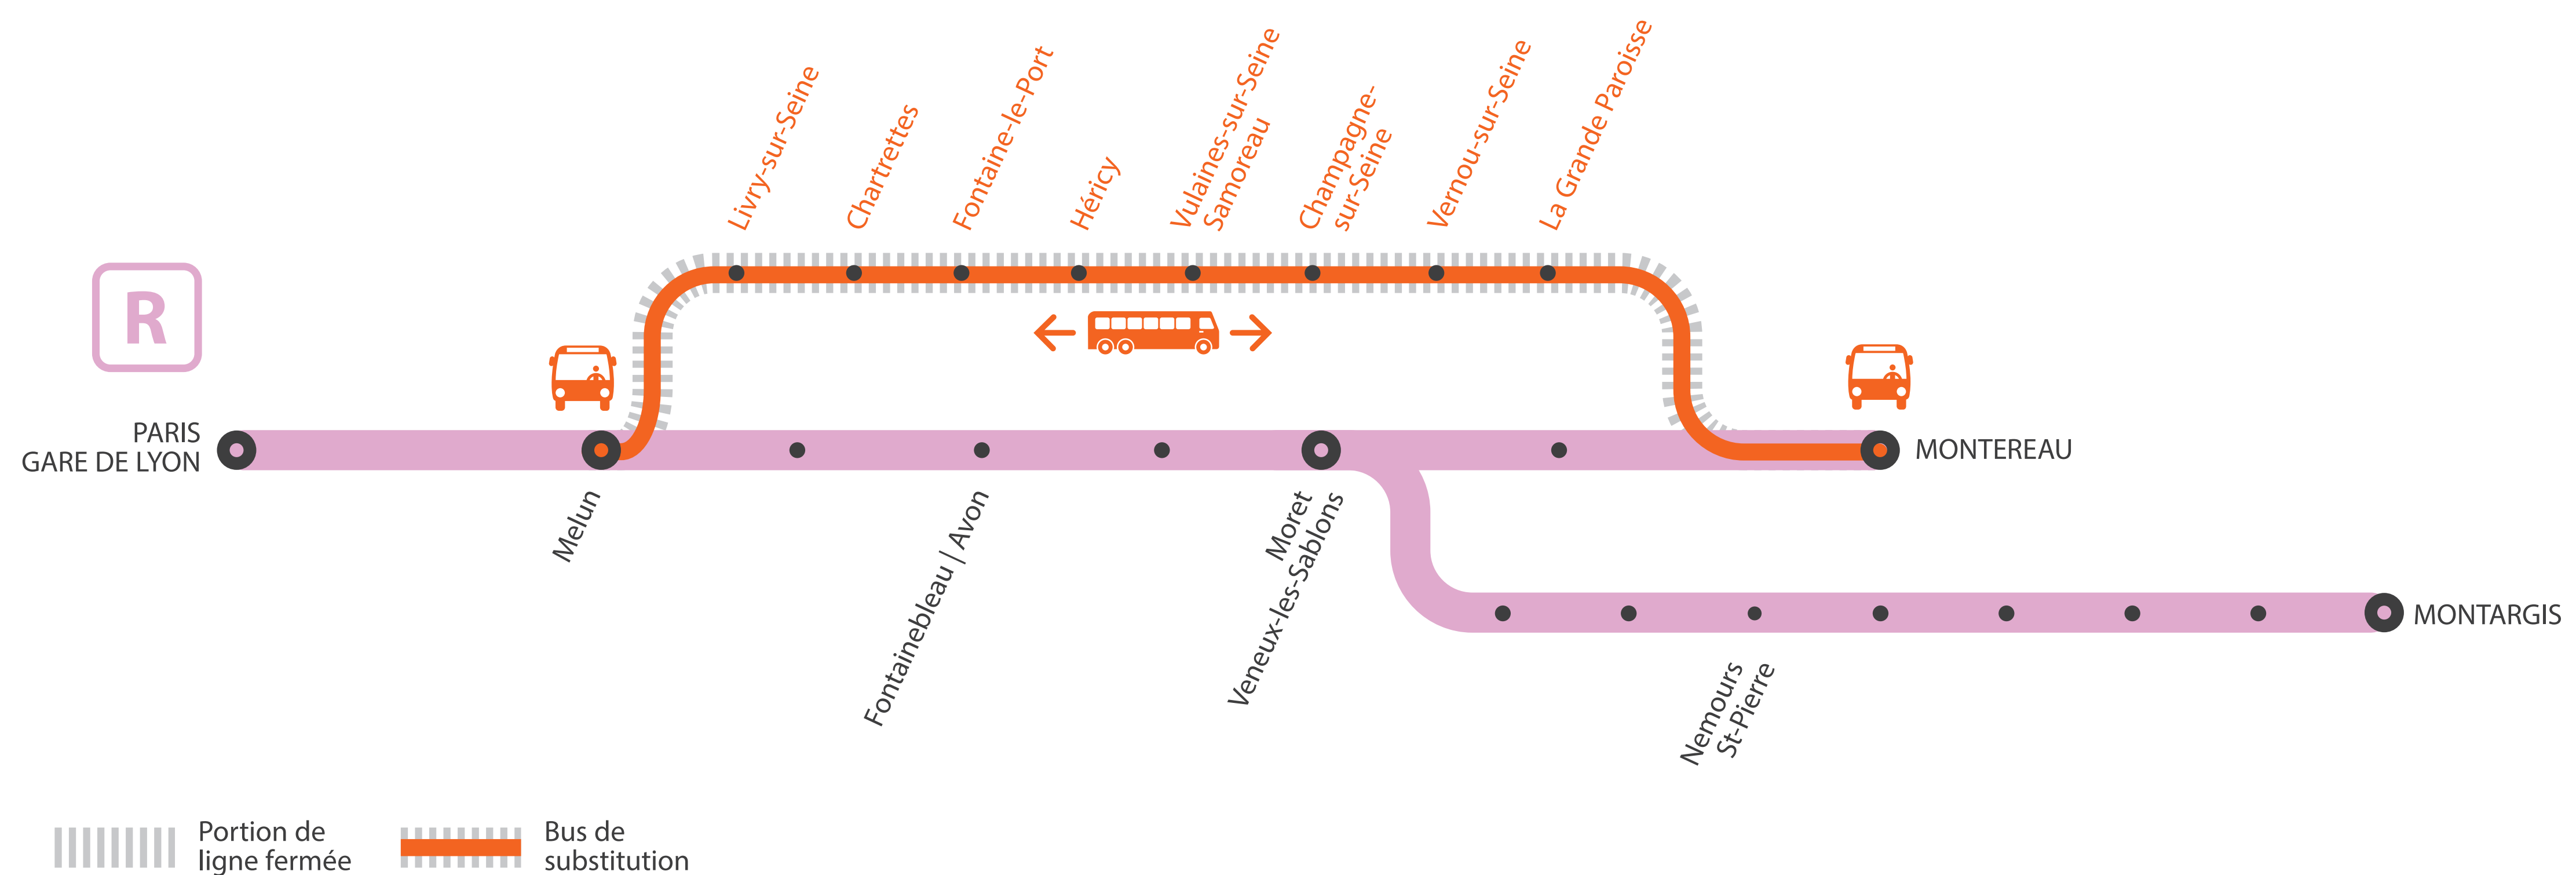 Livry-sur-Seine
Chartrettes
Fontaine-le-Port
Héricy
Vulaines-sur-Seine
Samoreau
Champagne-
sur-Seine
Vernou-sur-Seine
La Grande Paroisse
R
PARIS
GARE DE LYON
MONTEREAU
Melun
Fontainebleau | Avon
Moret
Veneux-les-Sablons
MONTARGIS
Nemours
St-Pierre
Portion de
ligne fermée
Bus de
substitution